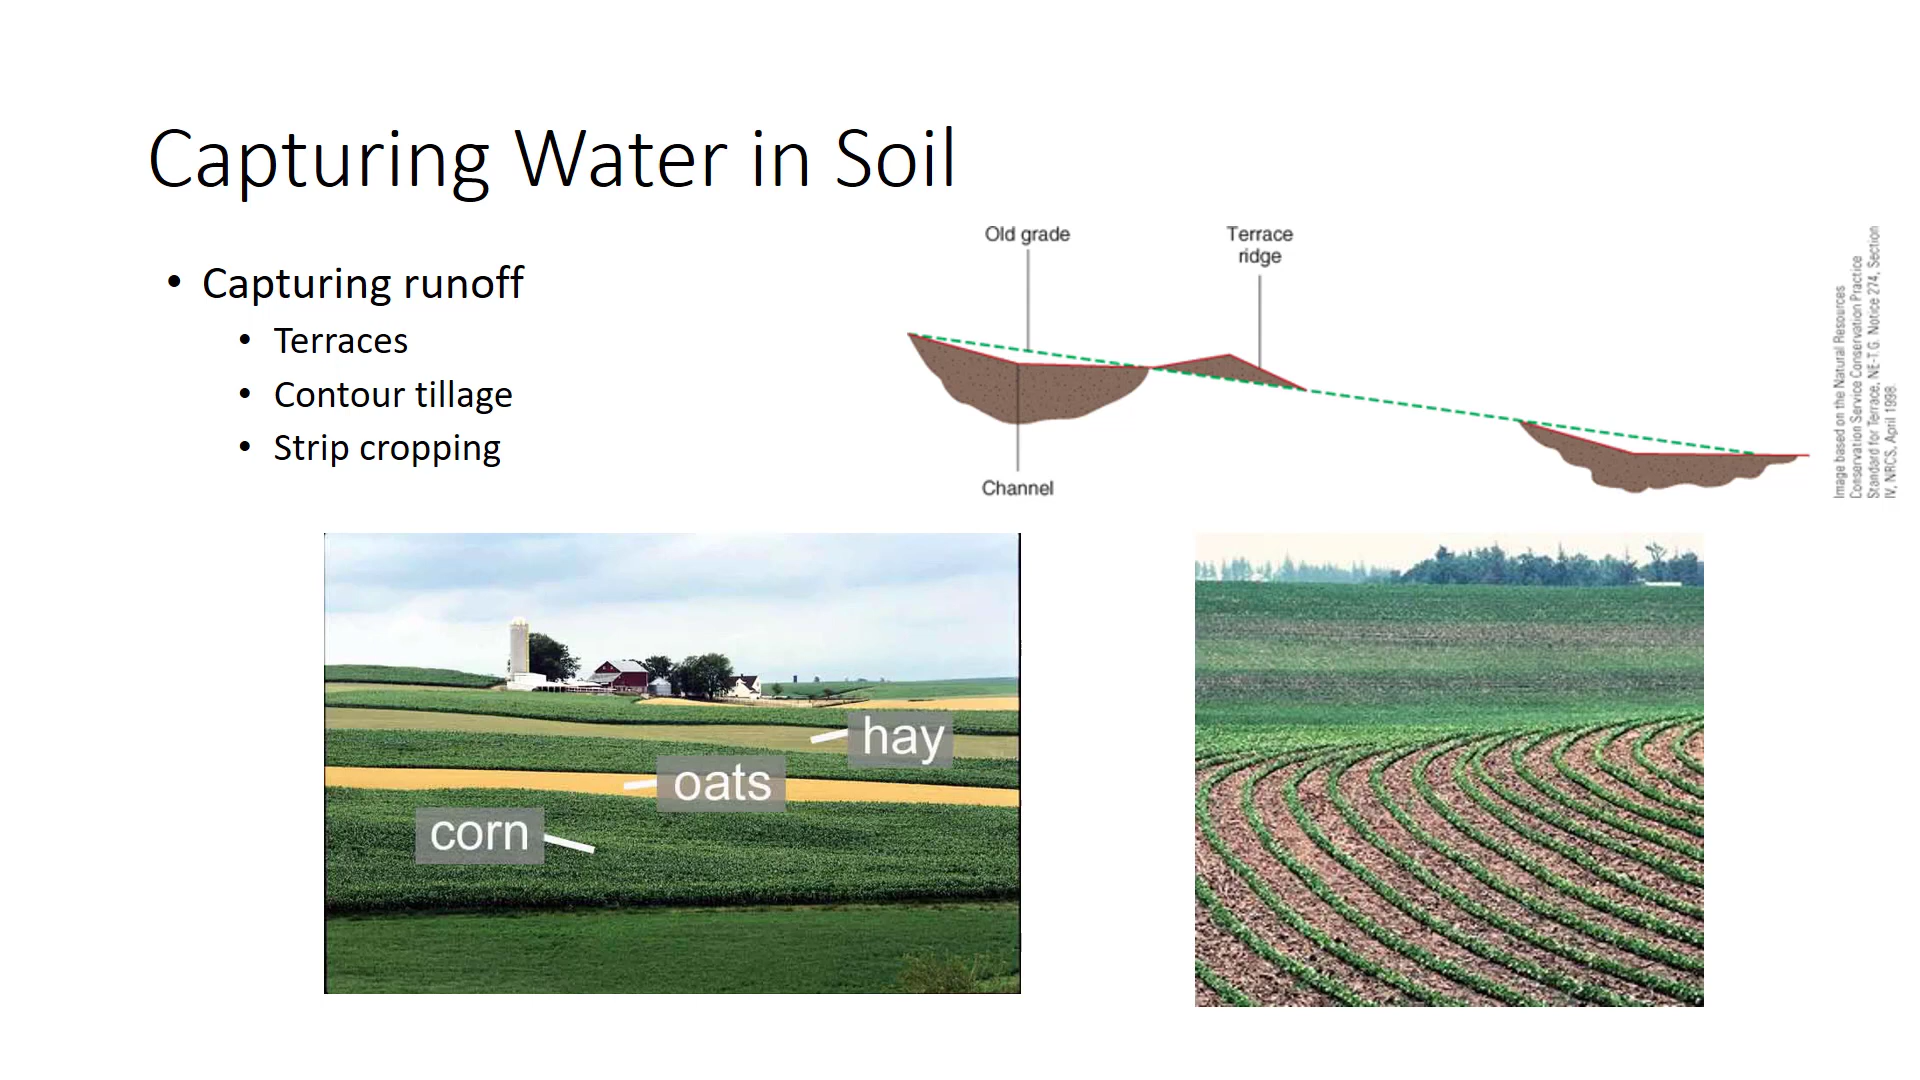 Capturing Water in Soil
• Capturing runoff
• Terraces
• Contour tillage
• Strip cropping
Old grade
Terrace
ridge
Channel
Image based on the Natural Resources
Conservation Service Conservation Practice
Standard for Terrace, NE-T.G. Notice 274, Section
IV, NRCS, April 1998.
hay
oats
corn